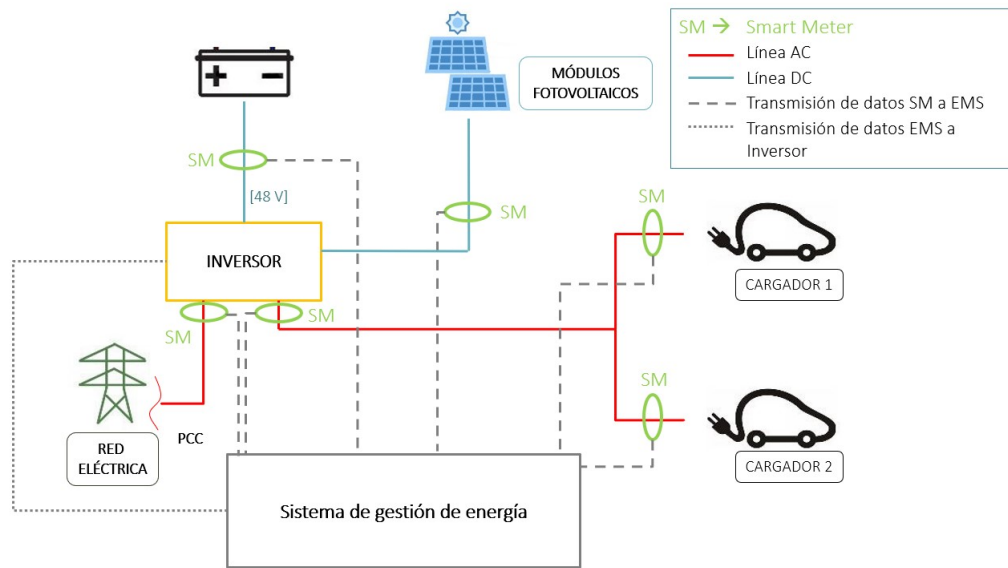 SM → Smart Meter
Línea AC
Línea DC
Transmisión de datos SM a EMS
Transmisión de datos EMS a
Inversor
MÓDULOS
FOTOVOLTAICOS
SM
[48 V]
SM
INVERSOR
SM
SM
SM
CARGADOR 1
SM
CARGADOR 2
RED
ELÉCTRICA
PCC
Sistema de gestión de energía